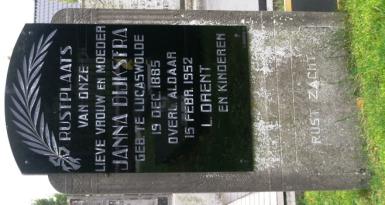 RUSTPLAATS
VAN ONZE
LIEVE VROUW EN MOEDER
JANNA DIJKSTRA
GEB. TE LUCASWOLDE
19 DEC. 1885
OVERL. ALDAAR
15 FEBR. 1952
L. ORENT
EN KINDEREN
RUST ZACHT